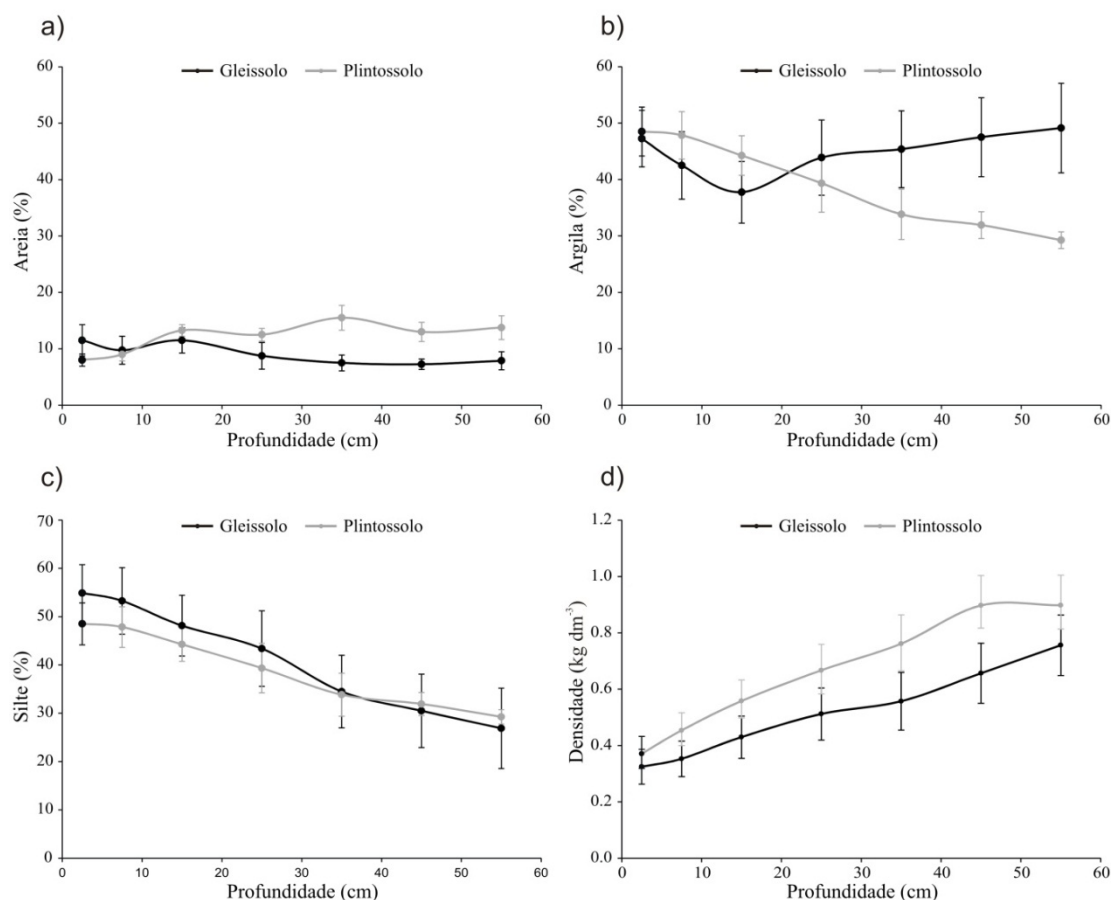 a)
Gleissolo Plintossolo
Areia (%)
60
50
40
30
20
10
0
0 10 20 30 40 50 60
Profundidade (cm)
b)
Gleissolo Plintossolo
Argila (%)
60
50
40
30
20
10
0
0 10 20 30 40 50 60
Profundidade (cm)
c)
Gleissolo Plintossolo
Silte (%)
70
60
50
40
30
20
10
0
0 10 20 30 40 50 60
Profundidade (cm)
d)
Gleissolo Plintossolo
Densidade (kg dm⁻³)
1.2
1.0
0.8
0.6
0.4
0.2
0.0
0 10 20 30 40 50 60
Profundidade (cm)